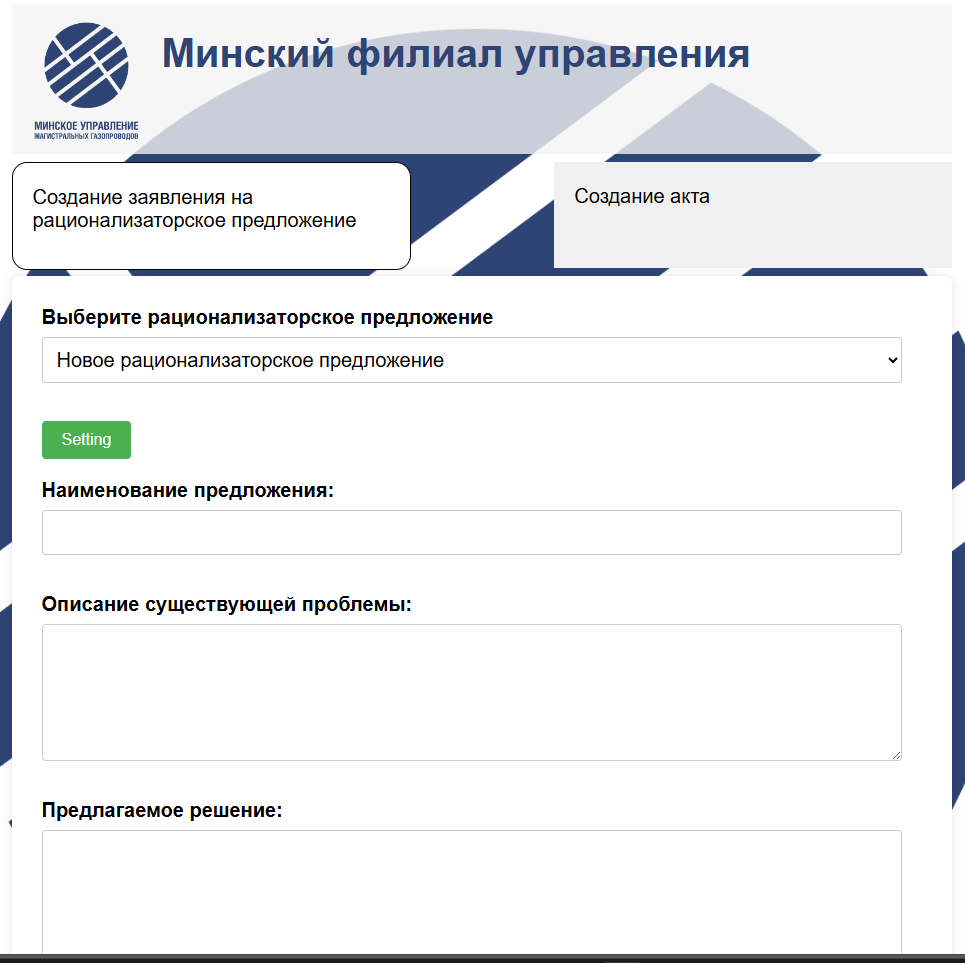 Минский филиал управления
МИНСКОЕ УПРАВЛЕНИЕ
МАГИСТРАЛЬНЫХ ГАЗОПРОВОДОВ
Создание заявления на
рационализаторское предложение
Создание акта
Выберите рационализаторское предложение
Новое рационализаторское предложение
Setting
Наименование предложения:
Описание существующей проблемы:
Предлагаемое решение: